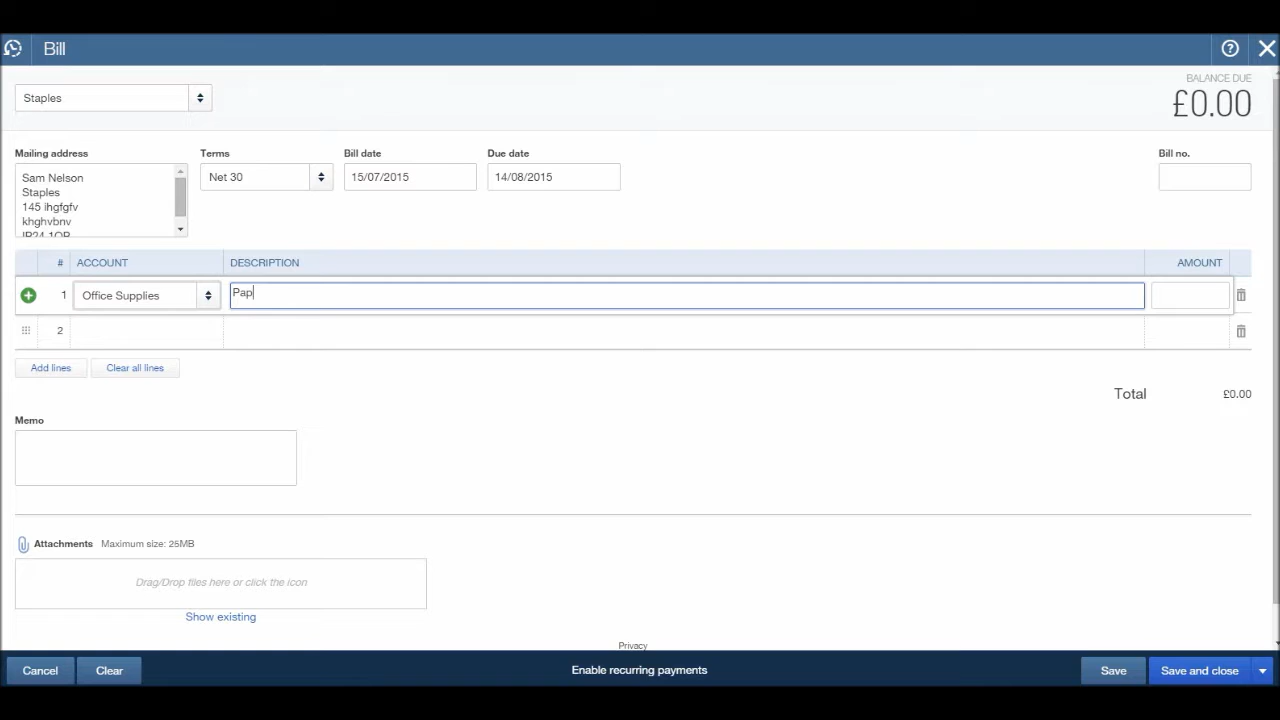 Bill
Staples
BALANCE DUE
£0.00
Mailing address
Terms
Bill date
Due date
Bill no.
Sam Nelson
Staples
145 ihgfgfv
khghvbnv
IP24 1QP
Net 30
15/07/2015
14/08/2015
# ACCOUNT DESCRIPTION AMOUNT
1 Office Supplies Pap
2
Add lines Clear all lines
Total £0.00
Memo
Attachments Maximum size: 25MB
Drag/Drop files here or click the icon
Show existing
Privacy
Cancel Clear Enable recurring payments Save Save and close